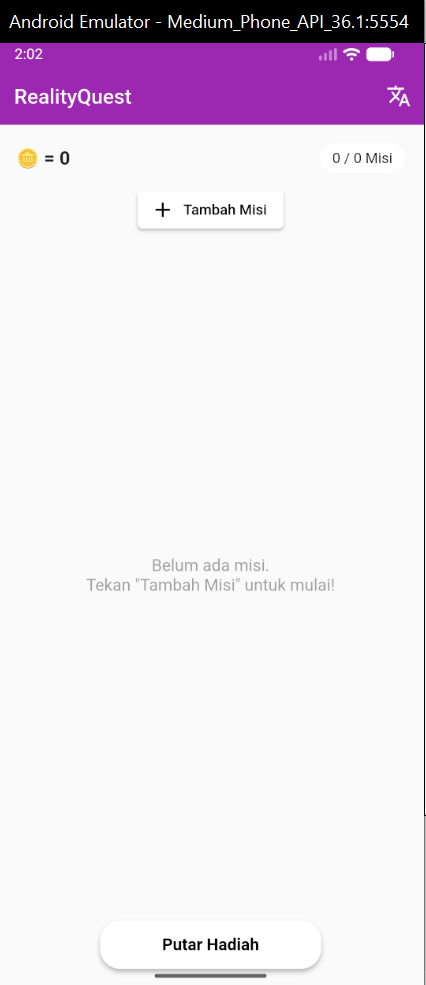 Android Emulator - Medium_Phone_API_36.1:5554
2:02
RealityQuest
= 0
0 / 0 Misi
+ Tambah Misi
Belum ada misi.
Tekan "Tambah Misi" untuk mulai!
Putar Hadiah